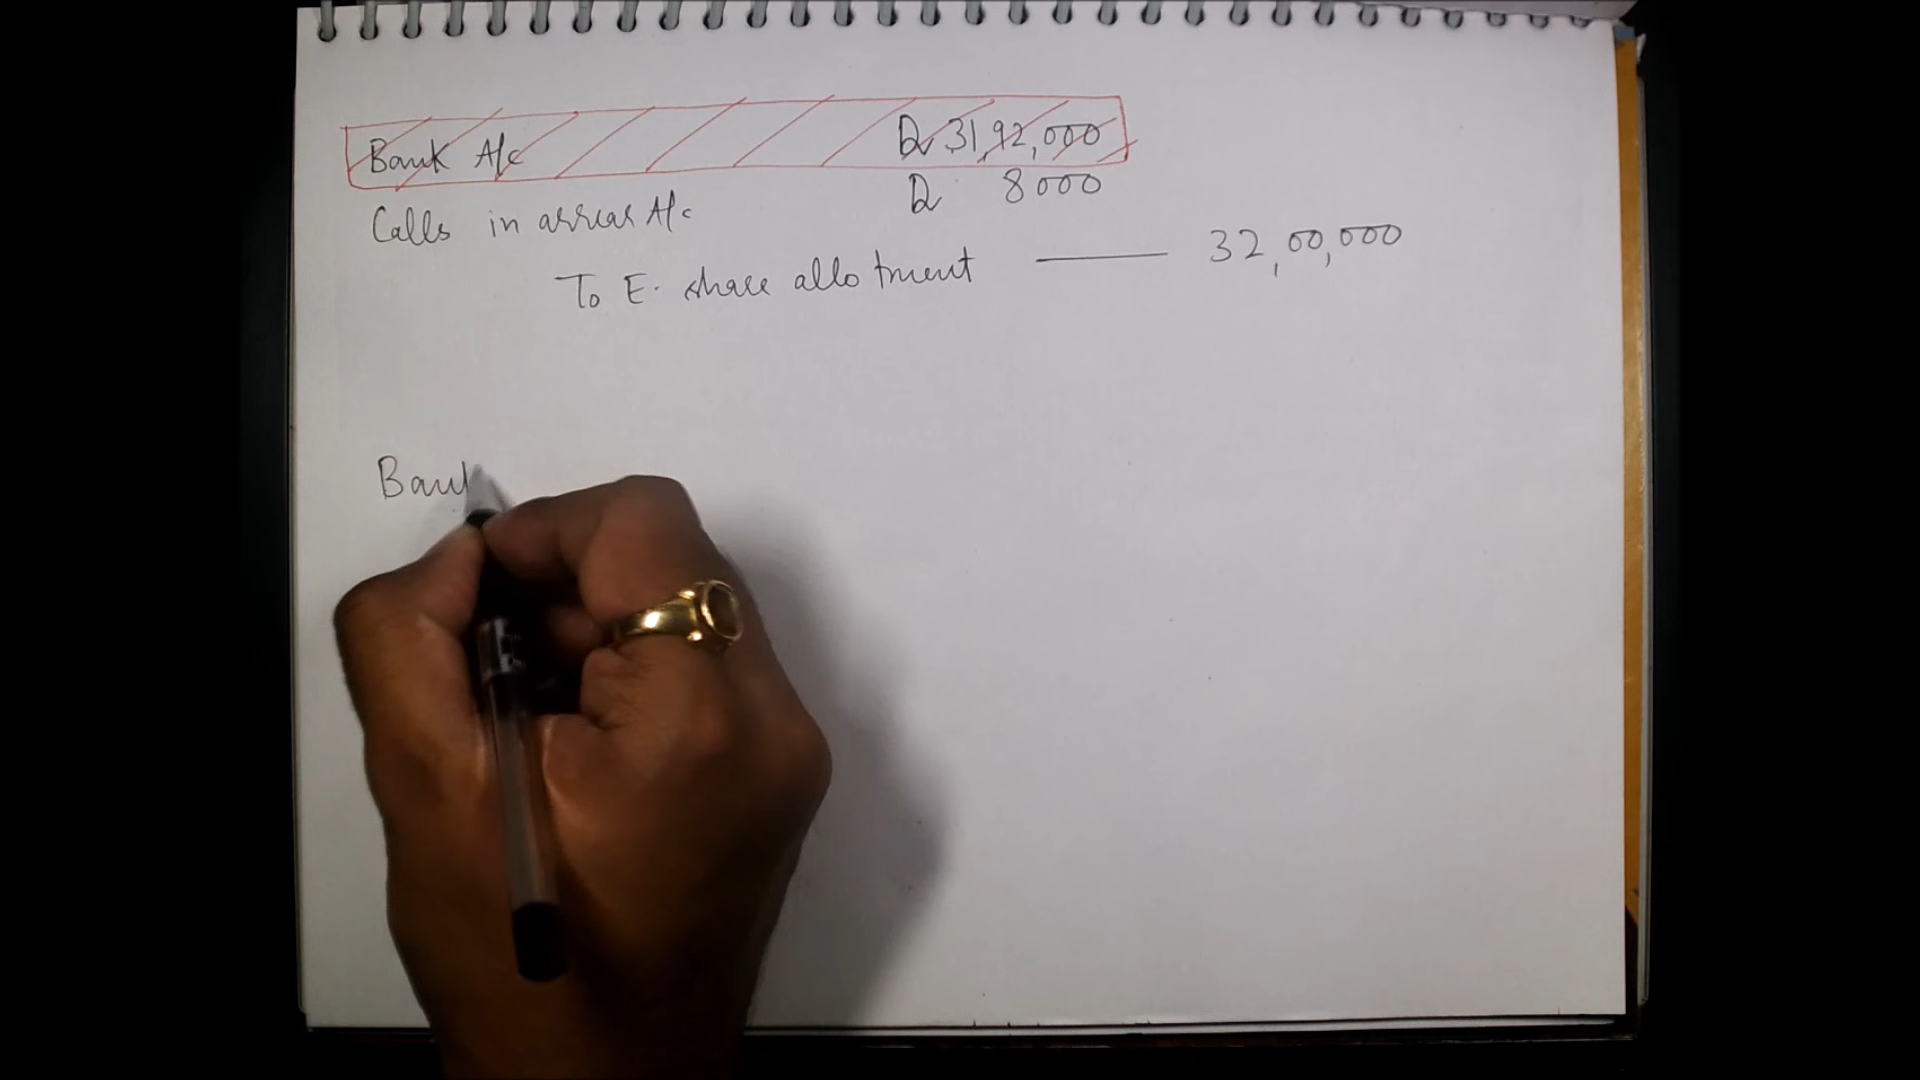 Bank A/c Dr 31,92,000
Calls in arrear A/c Dr 8000
To E. share allotment —— 32,00,000
Bank